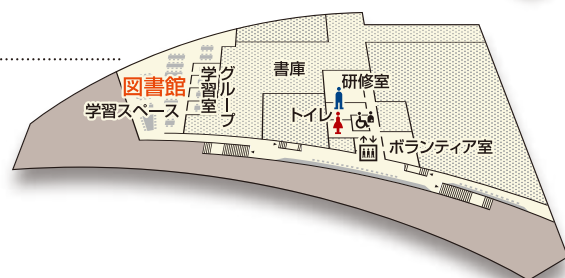 図書館
学習スペース
グループ
学習室
書庫
研修室
トイレ
ボランティア室